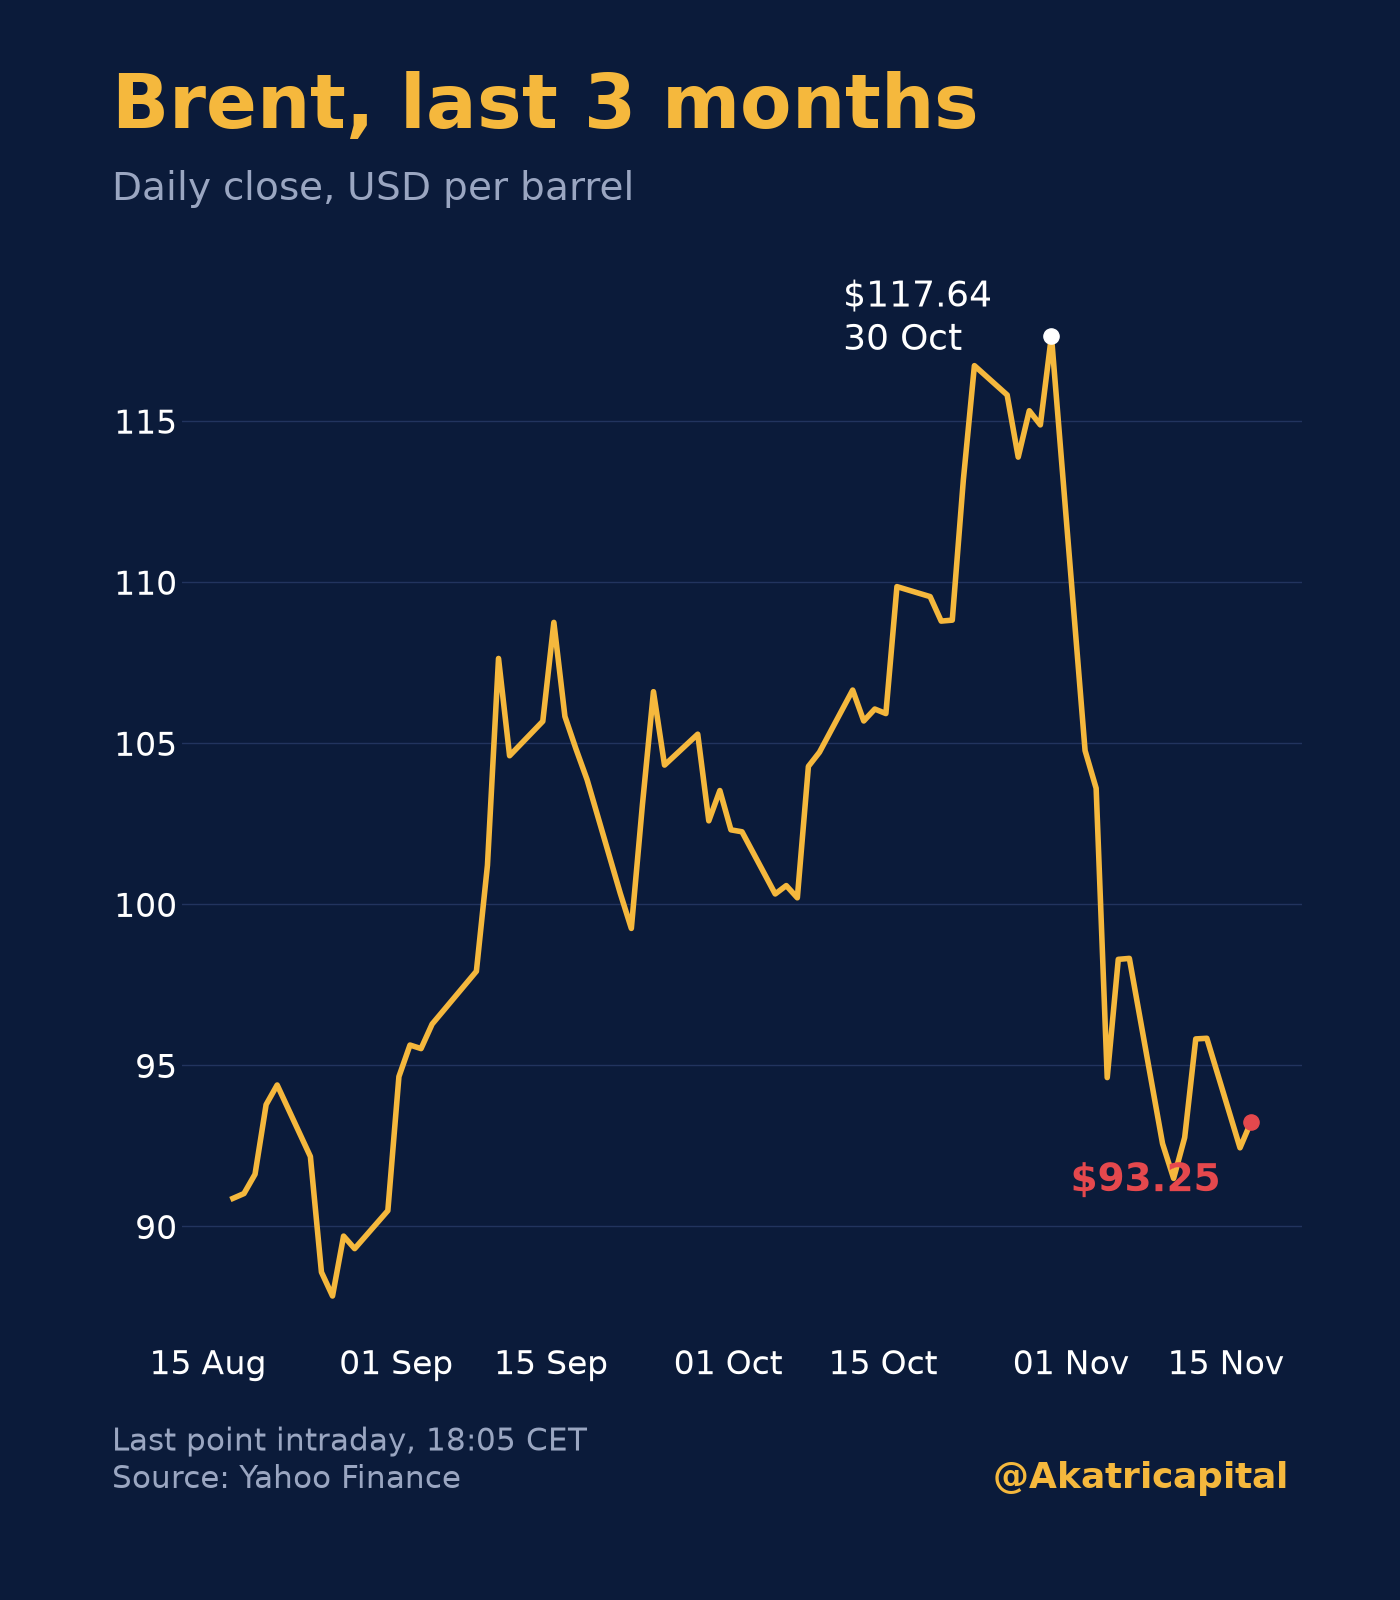 Brent, last 3 months
Daily close, USD per barrel
$117.64
30 Oct
115
110
105
100
95
90
$93.25
15 Aug 01 Sep 15 Sep 01 Oct 15 Oct 01 Nov 15 Nov
Last point intraday, 18:05 CET
Source: Yahoo Finance
@Akatricapital